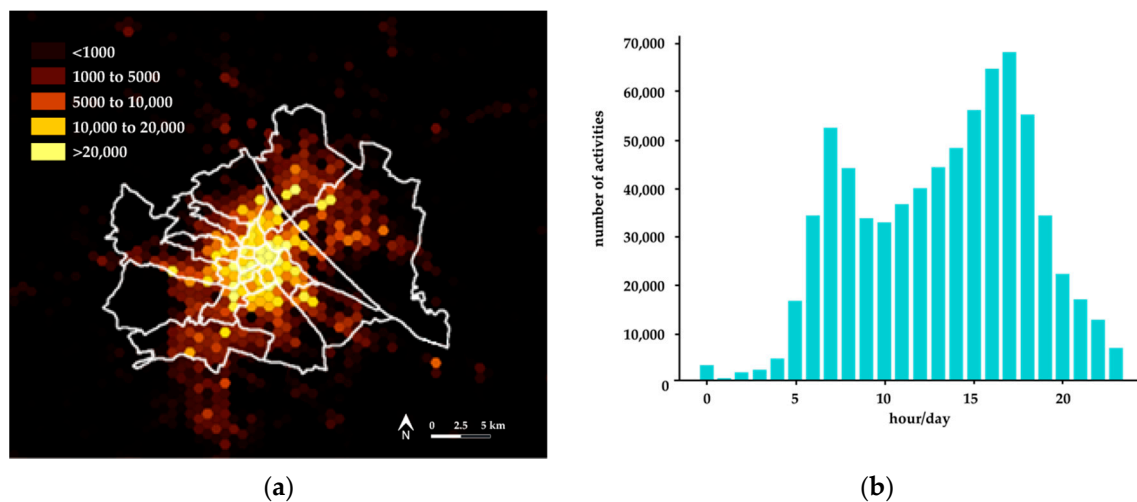 <1000
1000 to 5000
5000 to 10,000
10,000 to 20,000
>20,000
N
0 2.5 5 km
(a)
number of activities
70,000
60,000
50,000
40,000
30,000
20,000
10,000
0
0 5 10 15 20
hour/day
(b)